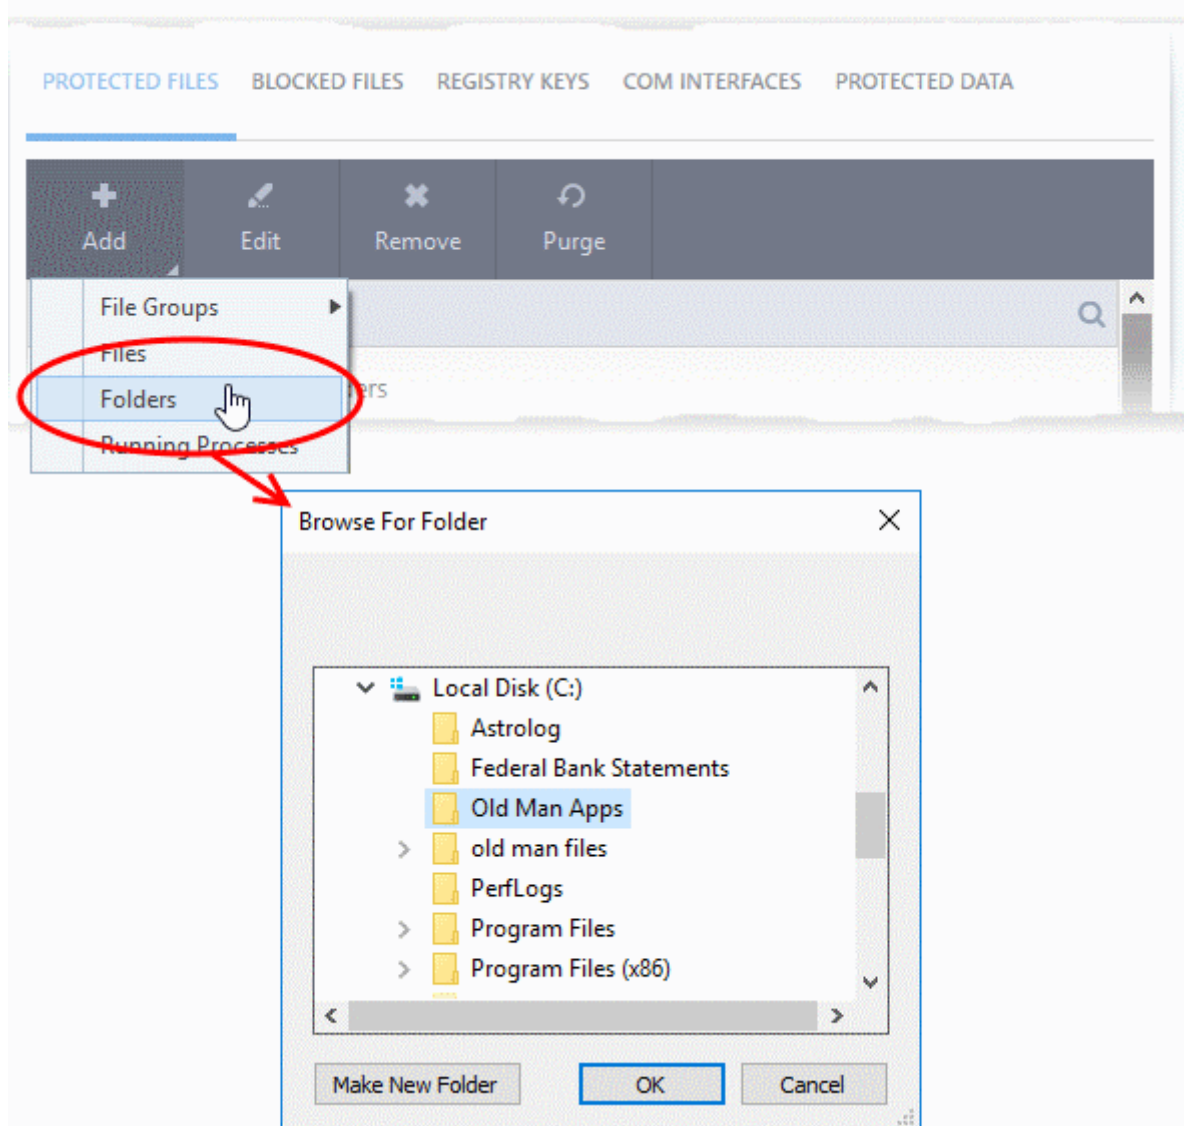 PROTECTED FILES BLOCKED FILES REGISTRY KEYS COM INTERFACES PROTECTED DATA
Add Edit Remove Purge
File Groups
Files
Folders
Running Processes
Browse For Folder
Local Disk (C:)
Astrolog
Federal Bank Statements
Old Man Apps
old man files
PerfLogs
Program Files
Program Files (x86)
Make New Folder OK Cancel